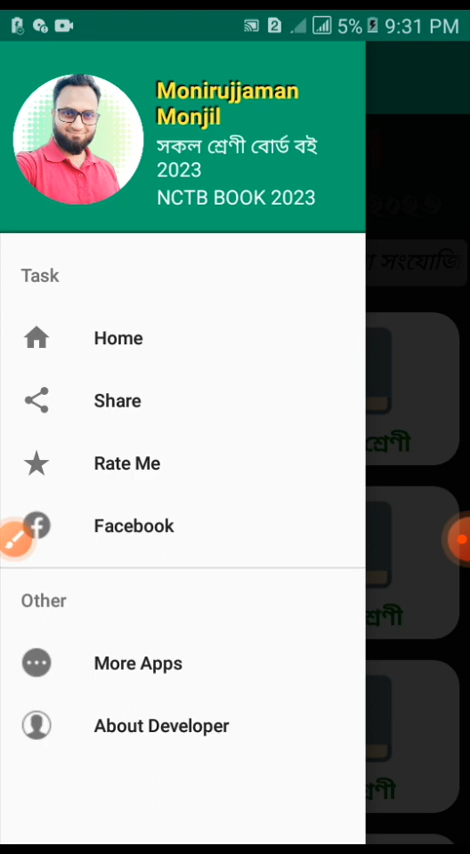 5% 9:31 PM
Monirujjaman
Monjil
সকল শ্রেণী বোর্ড বই
2023
NCTB BOOK 2023
Task
Home
Share
Rate Me
Facebook
Other
More Apps
About Developer
শ্রেণী